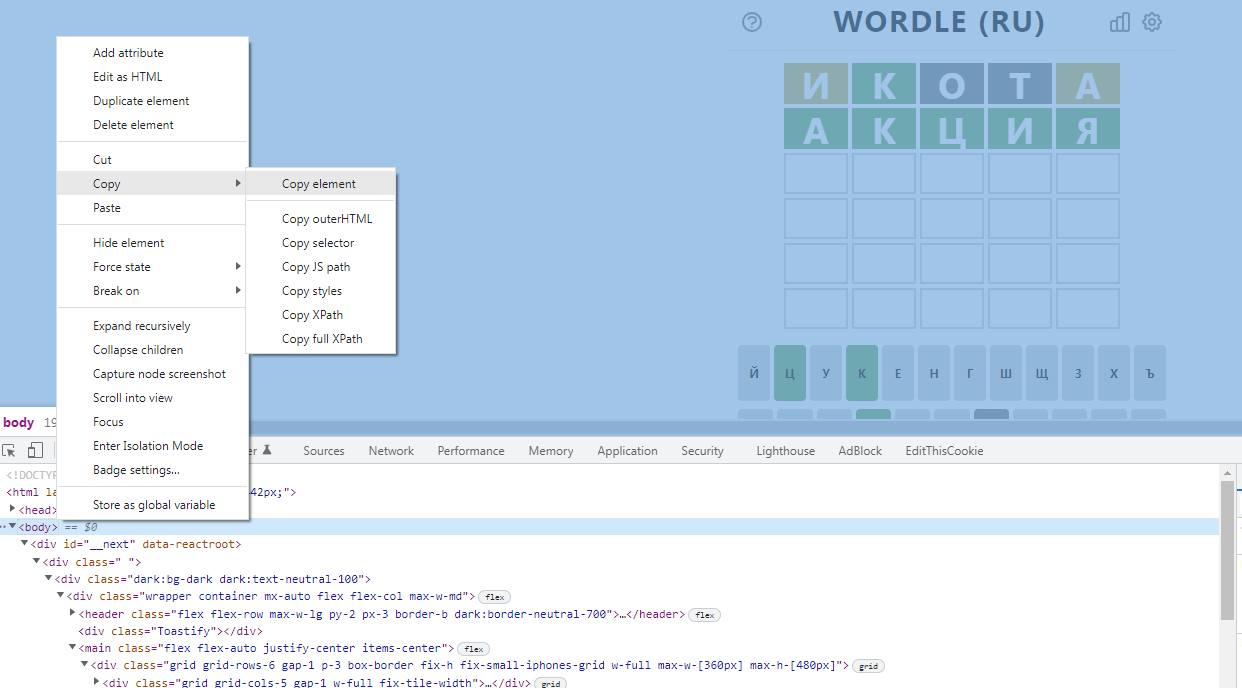 WORDLE (RU)
И К О Т А
А К Ц И Я
Й Ц У К Е Н Г Ш Щ З Х Ъ
Add attribute
Edit as HTML
Duplicate element
Delete element
Cut
Copy
Paste
Hide element
Force state
Break on
Expand recursively
Collapse children
Capture node screenshot
Scroll into view
Focus
Enter Isolation Mode
Badge settings...
Store as global variable
Copy element
Copy outerHTML
Copy selector
Copy JS path
Copy styles
Copy XPath
Copy full XPath
body 19
Sources Network Performance Memory Application Security Lighthouse AdBlock EditThisCookie
<!DOCTYP
<html la 42px;">
<head>
<body> == $0
<div id="__next" data-reactroot>
<div class=" ">
<div class="dark:bg-dark dark:text-neutral-100">
<div class="wrapper container mx-auto flex flex-col max-w-md"> flex
<header class="flex flex-row max-w-lg py-2 px-3 border-b dark:border-neutral-700">…</header> flex
<div class="Toastify"></div>
<main class="flex flex-auto justify-center items-center"> flex
<div class="grid grid-rows-6 gap-1 p-3 box-border fix-h fix-small-iphones-grid w-full max-w-[360px] max-h-[480px]"> grid
<div class="grid grid-cols-5 gap-1 w-full fix-tile-width">…</div> grid